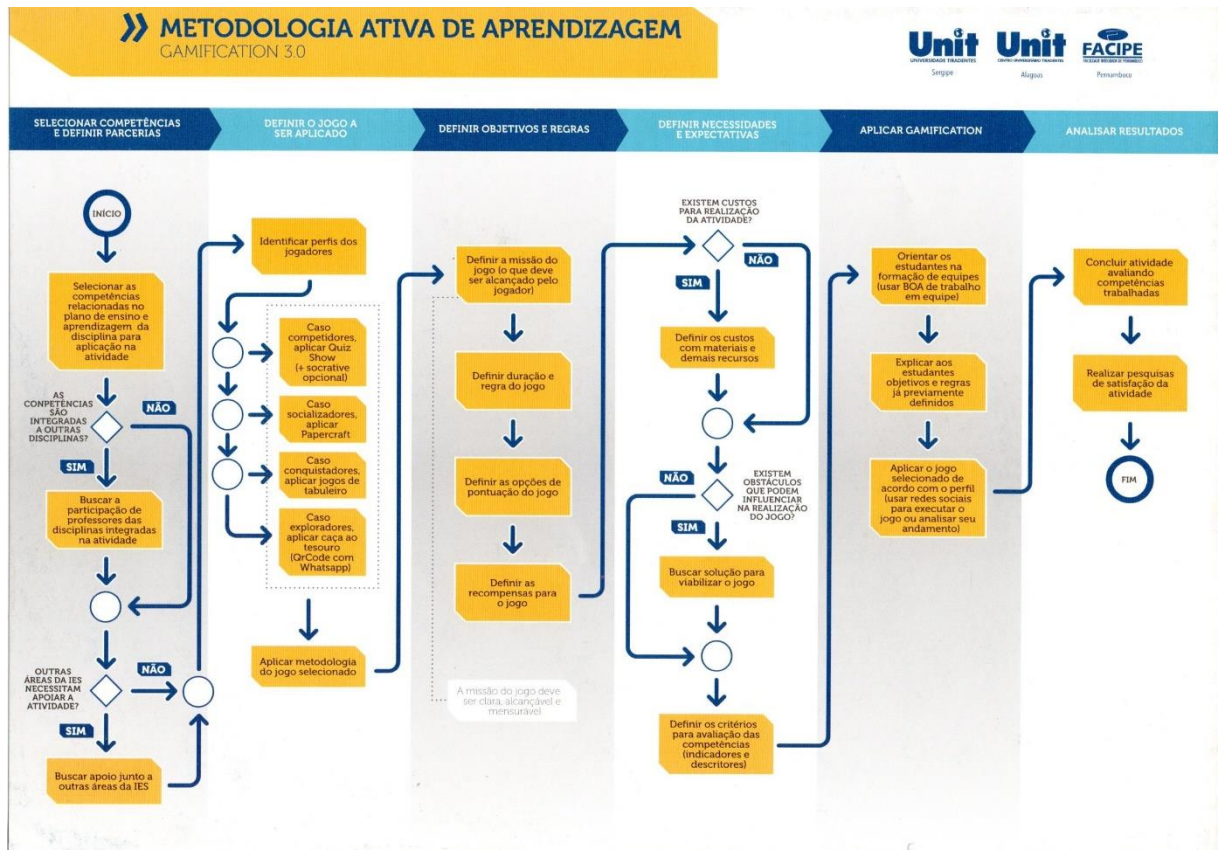 METODOLOGIA ATIVA DE APRENDIZAGEM
GAMIFICATION 3.0
Unit
UNIVERSIDADE TIRADENTES
Sergipe
Unit
CENTRO UNIVERSITÁRIO TIRADENTES
Alagoas
FACIPE
FACULDADE INTEGRADA DE PERNAMBUCO
Pernambuco
SELECIONAR COMPETÊNCIAS
E DEFINIR PARCERIAS
DEFINIR O JOGO A
SER APLICADO
DEFINIR OBJETIVOS E REGRAS
DEFINIR NECESSIDADES
E EXPECTATIVAS
APLICAR GAMIFICATION
ANALISAR RESULTADOS
INÍCIO
Selecionar as
competências
relacionadas no
plano de ensino e
aprendizagem da
disciplina para
aplicação na
atividade
AS
COMPETÊNCIAS
SÃO
INTEGRADAS
A OUTRAS
DISCIPLINAS?
NÃO
SIM
Buscar a
participação de
professores das
disciplinas integradas
na atividade
OUTRAS
ÁREAS DA IES
NECESSITAM
APOIAR A
ATIVIDADE?
NÃO
SIM
Buscar apoio junto a
outras áreas da IES
Identificar perfis dos
jogadores
Caso
competidores,
aplicar Quiz
Show
(+ socrative
opcional)
Caso
socializadores,
aplicar
Papercraft
Caso
conquistadores,
aplicar jogos de
tabuleiro
Caso
exploradores,
aplicar caça ao
tesouro
(QrCode com
Whatsapp)
Aplicar metodologia
do jogo selecionado
Definir a missão do
jogo (o que deve
ser alcançado pelo
jogador)
Definir duração e
regra do jogo
Definir as opções de
pontuação do jogo
Definir as
recompensas para
o jogo
A missão do jogo deve
ser clara, alcançável e
mensurável
EXISTEM CUSTOS
PARA REALIZAÇÃO
DA ATIVIDADE?
NÃO
SIM
Definir os custos
com materiais e
demais recursos
NÃO
EXISTEM
OBSTÁCULOS
QUE PODEM
INFLUENCIAR
NA REALIZAÇÃO
DO JOGO?
SIM
Buscar solução para
viabilizar o jogo
Definir os critérios
para avaliação das
competências
(indicadores e
descritores)
Orientar os
estudantes na
formação de equipes
(usar BOA de trabalho
em equipe)
Explicar aos
estudantes
objetivos e regras
já previamente
definidos
Aplicar o jogo
selecionado de
acordo com o perfil
(usar redes sociais
para executar o
jogo ou analisar seu
andamento)
Concluir atividade
avaliando
competências
trabalhadas
Realizar pesquisas
de satisfação da
atividade
FIM